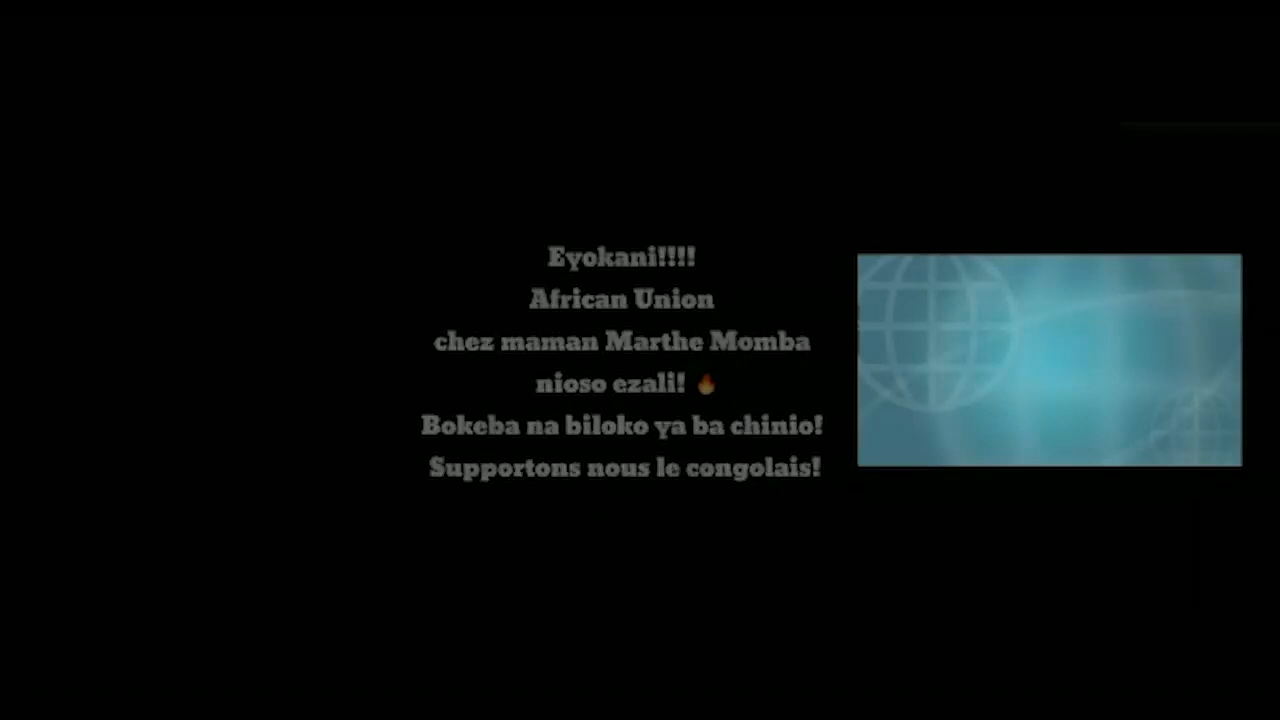 Eyokani!!!!
African Union
chez maman Marthe Momba
nioso ezali! 🔥
Bokeba na biloko ya ba chinio!
Supportons nous le congolais!